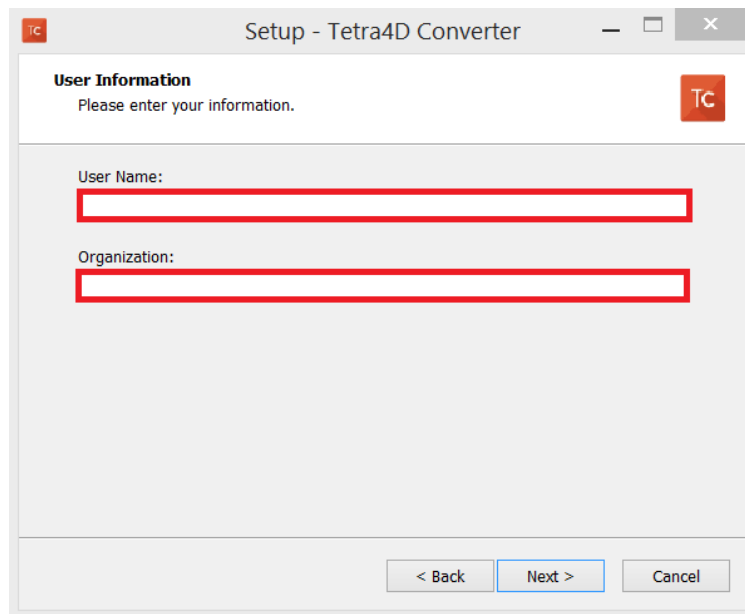 TC Setup - Tetra4D Converter
User Information
Please enter your information.
TC
User Name:
Organization:
< Back Next > Cancel